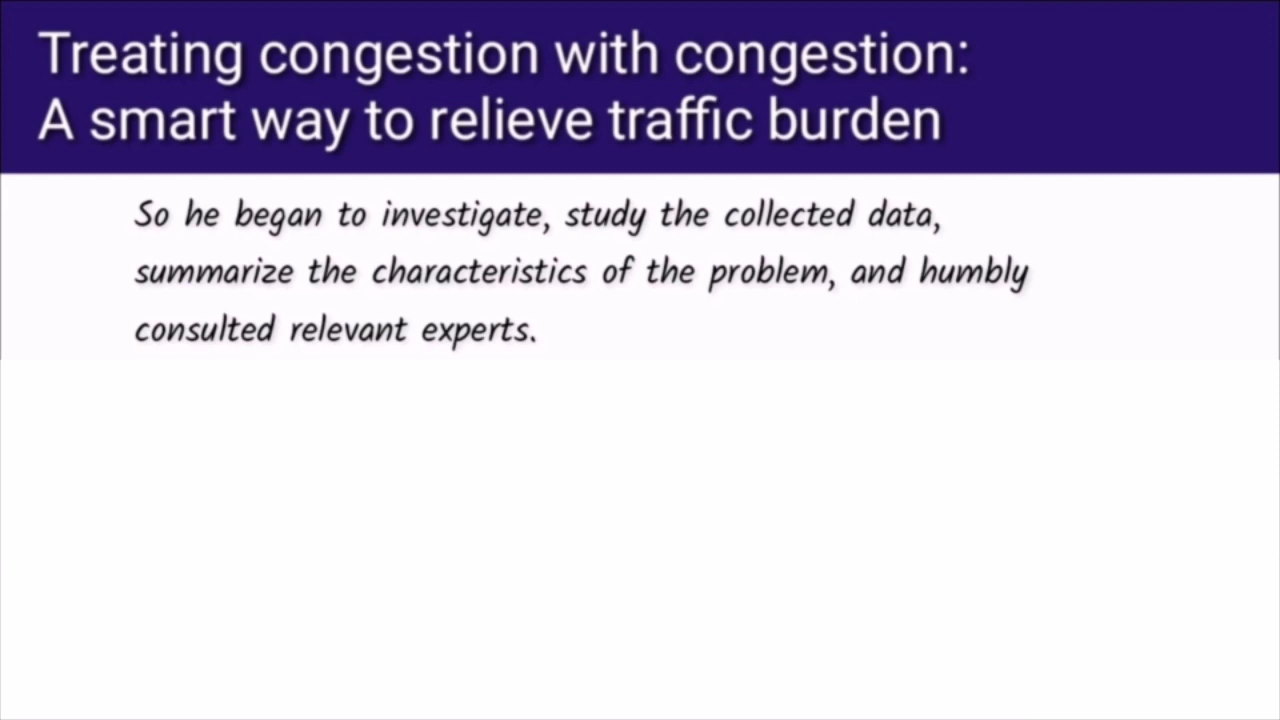 Treating congestion with congestion:
A smart way to relieve traffic burden
So he began to investigate, study the collected data,
summarize the characteristics of the problem, and humbly
consulted relevant experts.